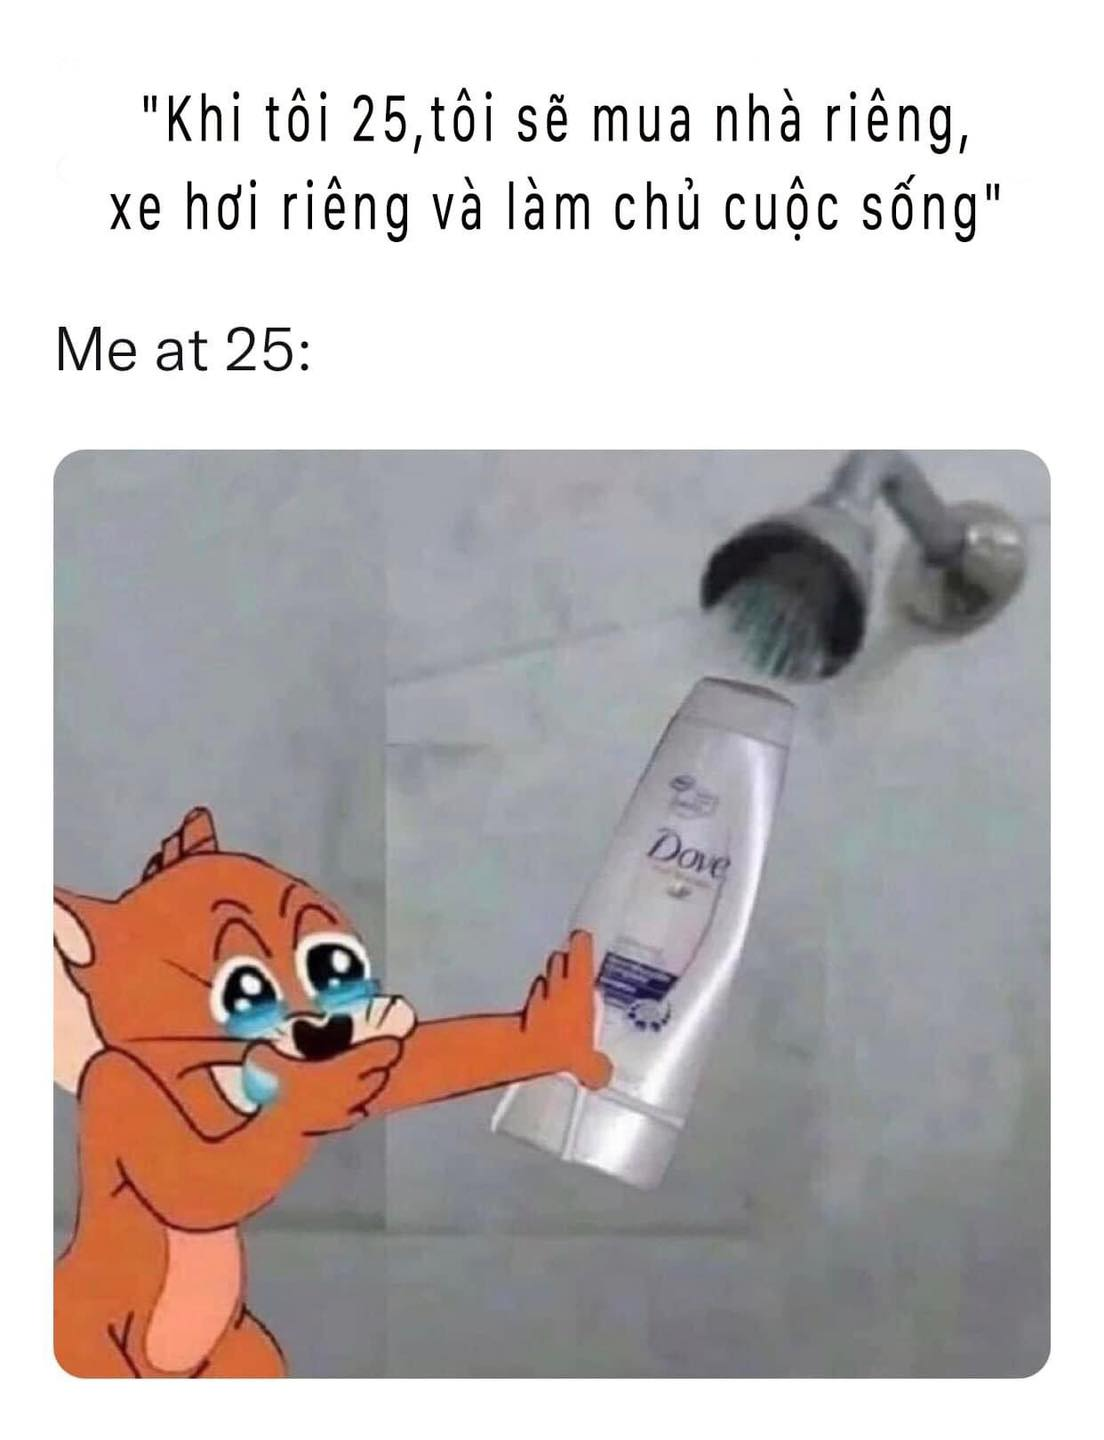 "Khi tôi 25,tôi sẽ mua nhà riêng,
xe hơi riêng và làm chủ cuộc sống"
Me at 25:
Dove